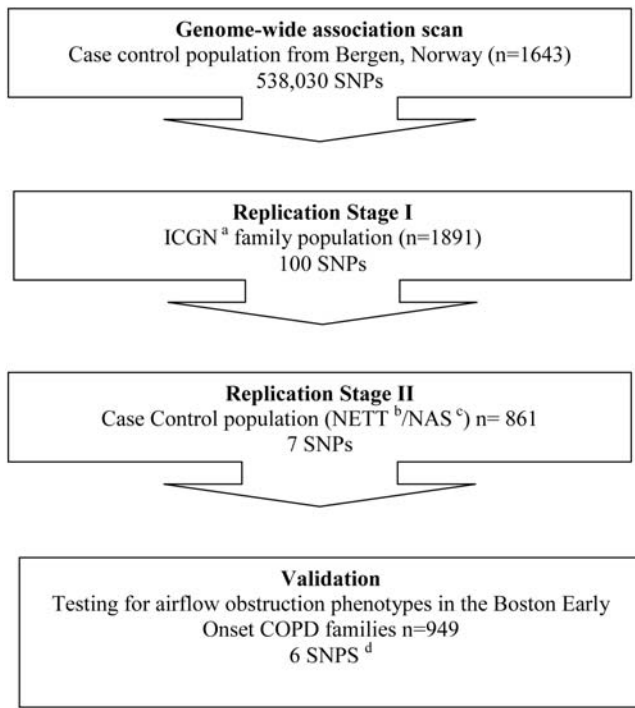 Genome-wide association scan
Case control population from Bergen, Norway (n=1643)
538,030 SNPs
Replication Stage I
ICGN a family population (n=1891)
100 SNPs
Replication Stage II
Case Control population (NETT b/NAS c) n= 861
7 SNPs
Validation
Testing for airflow obstruction phenotypes in the Boston Early
Onset COPD families n=949
6 SNPS d